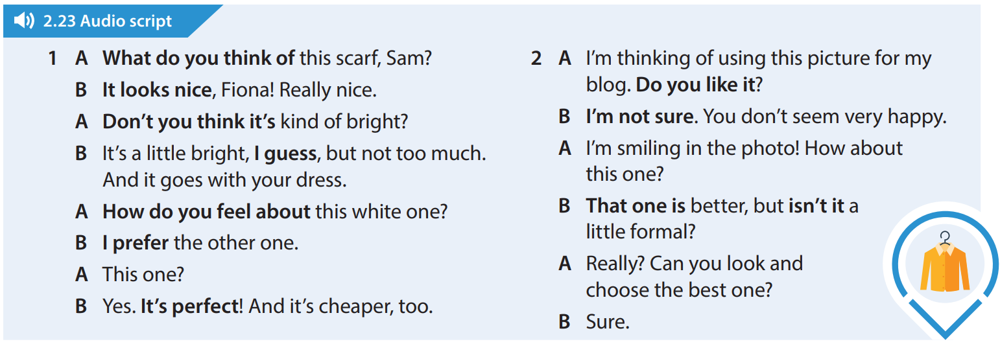 2.23 Audio script
1 A What do you think of this scarf, Sam?
B It looks nice, Fiona! Really nice.
A Don't you think it's kind of bright?
B It's a little bright, I guess, but not too much.
And it goes with your dress.
A How do you feel about this white one?
B I prefer the other one.
A This one?
B Yes. It's perfect! And it's cheaper, too.
2 A I'm thinking of using this picture for my
blog. Do you like it?
B I'm not sure. You don't seem very happy.
A I'm smiling in the photo! How about
this one?
B That one is better, but isn't it a
little formal?
A Really? Can you look and
choose the best one?
B Sure.